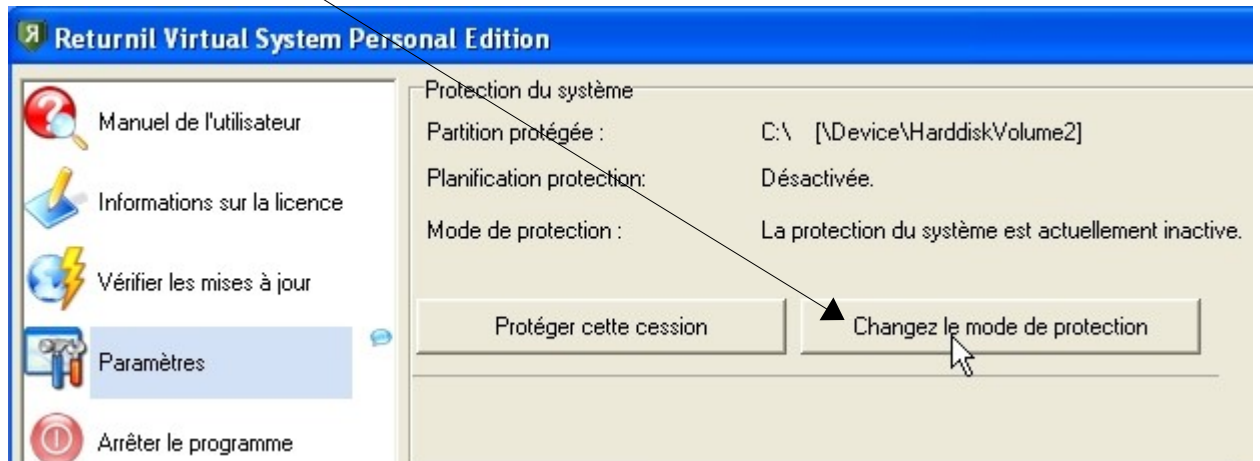 Returnil Virtual System Personal Edition
Manuel de l'utilisateur
Informations sur la licence
Vérifier les mises à jour
Paramètres
Arrêter le programme
Protection du système
Partition protégée : C:\ [\Device\HarddiskVolume2]
Planification protection: Désactivée.
Mode de protection : La protection du système est actuellement inactive.
Protéger cette cession
Changez le mode de protection